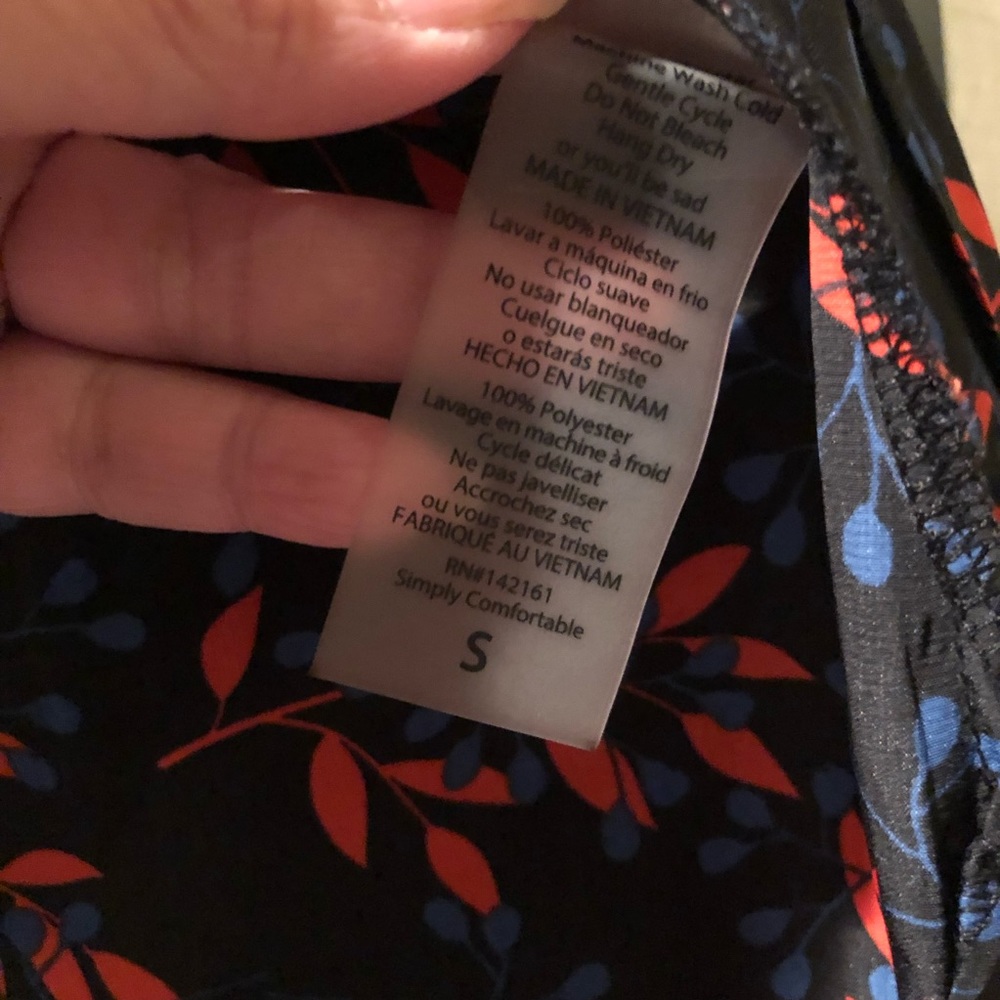 Machine Wash Cold
Gentle Cycle
Do Not Bleach
Hang Dry
or you'll be sad
MADE IN VIETNAM
100% Poliéster
Lavar a máquina en frio
Ciclo suave
No usar blanqueador
Cuelgue en seco
o estarás triste
HECHO EN VIETNAM
100% Polyester
Lavage en machine à froid
Cycle délicat
Ne pas javelliser
Accrochez sec
ou vous serez triste
FABRIQUÉ AU VIETNAM
RN#142161
Simply Comfortable
S